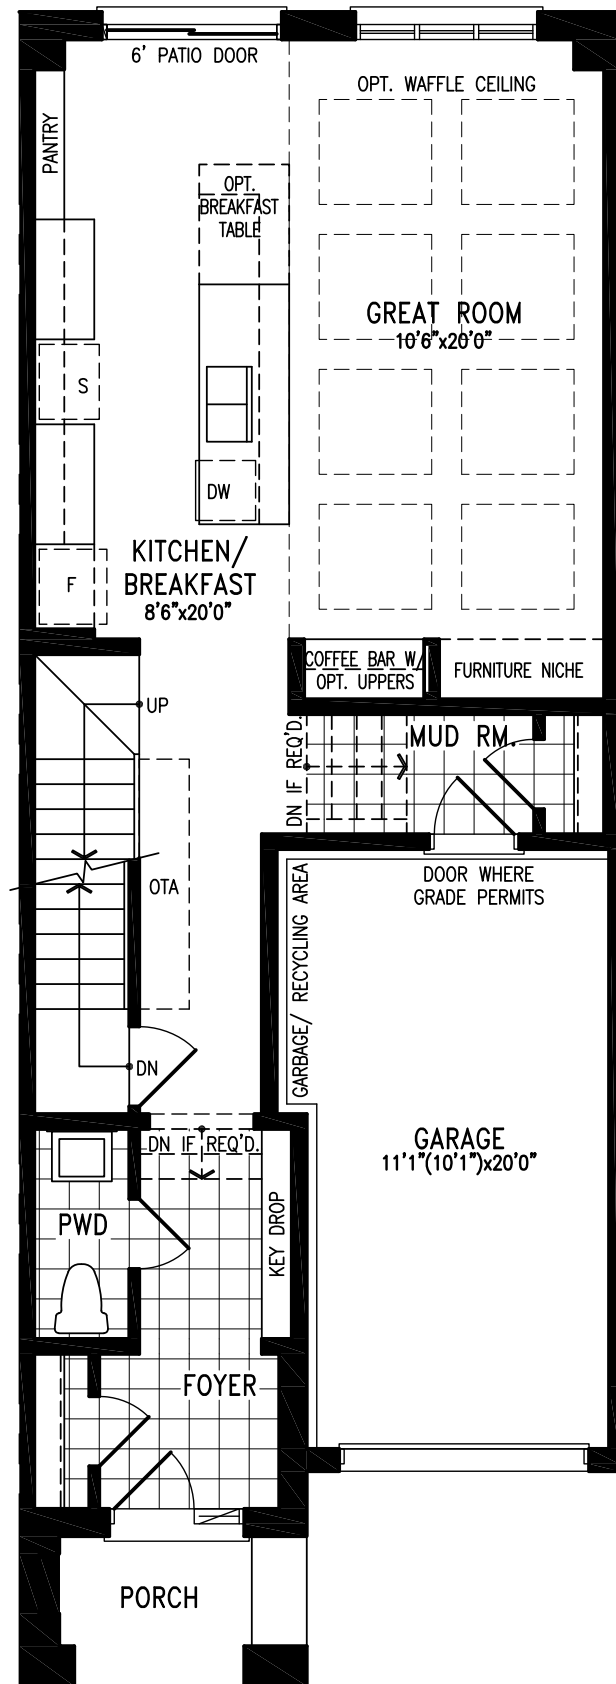 6' PATIO DOOR
OPT. WAFFLE CEILING
PANTRY
OPT.
BREAKFAST
TABLE
GREAT ROOM
10'6"x20'0"
S
DW
KITCHEN/
BREAKFAST
8'6"x20'0"
F
COFFEE BAR W/
OPT. UPPERS
FURNITURE NICHE
UP
DN IF REQ'D.
MUD RM.
OTA
DOOR WHERE
GRADE PERMITS
GARBAGE/ RECYCLING AREA
DN
DN IF REQ'D.
GARAGE
11'1"(10'1")x20'0"
PWD
KEY DROP
FOYER
PORCH